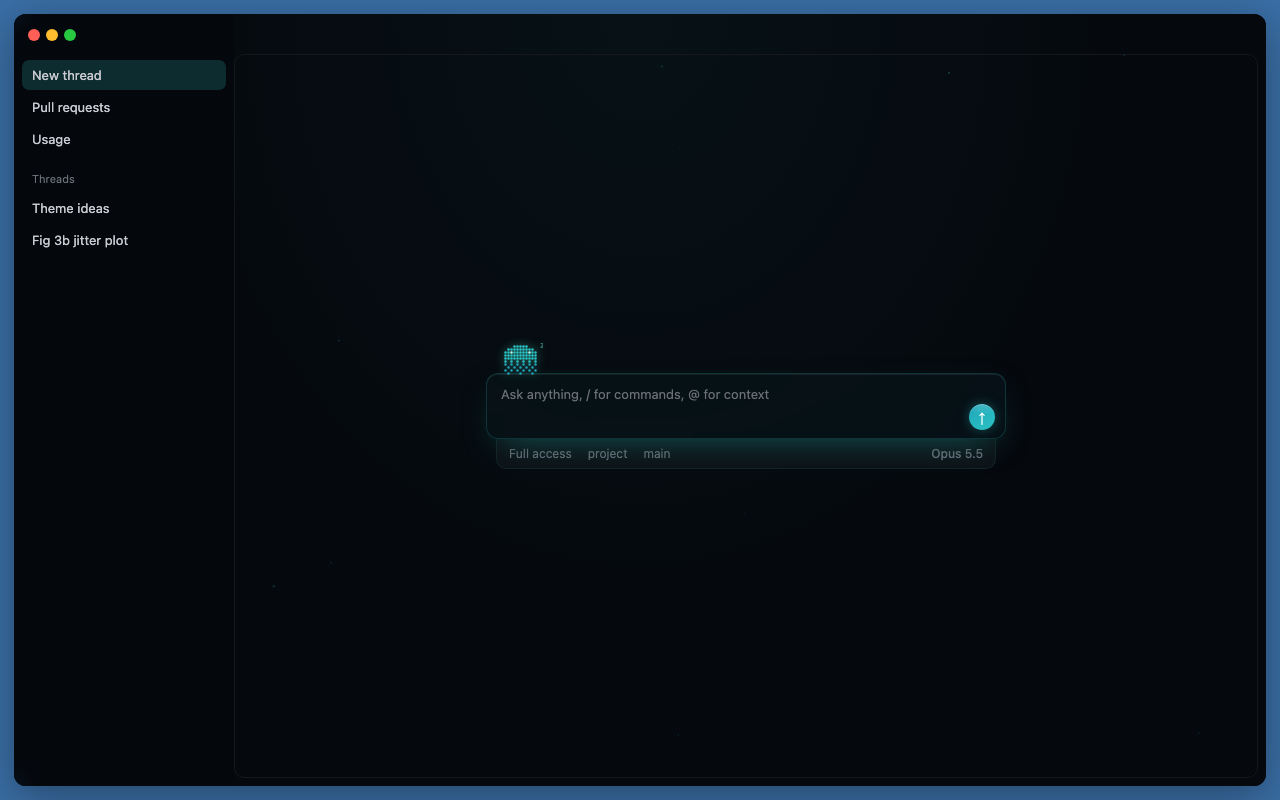 New thread
Pull requests
Usage
Threads
Theme ideas
Fig 3b jitter plot
Ask anything, / for commands, @ for context
↑
Full access project main Opus 5.5